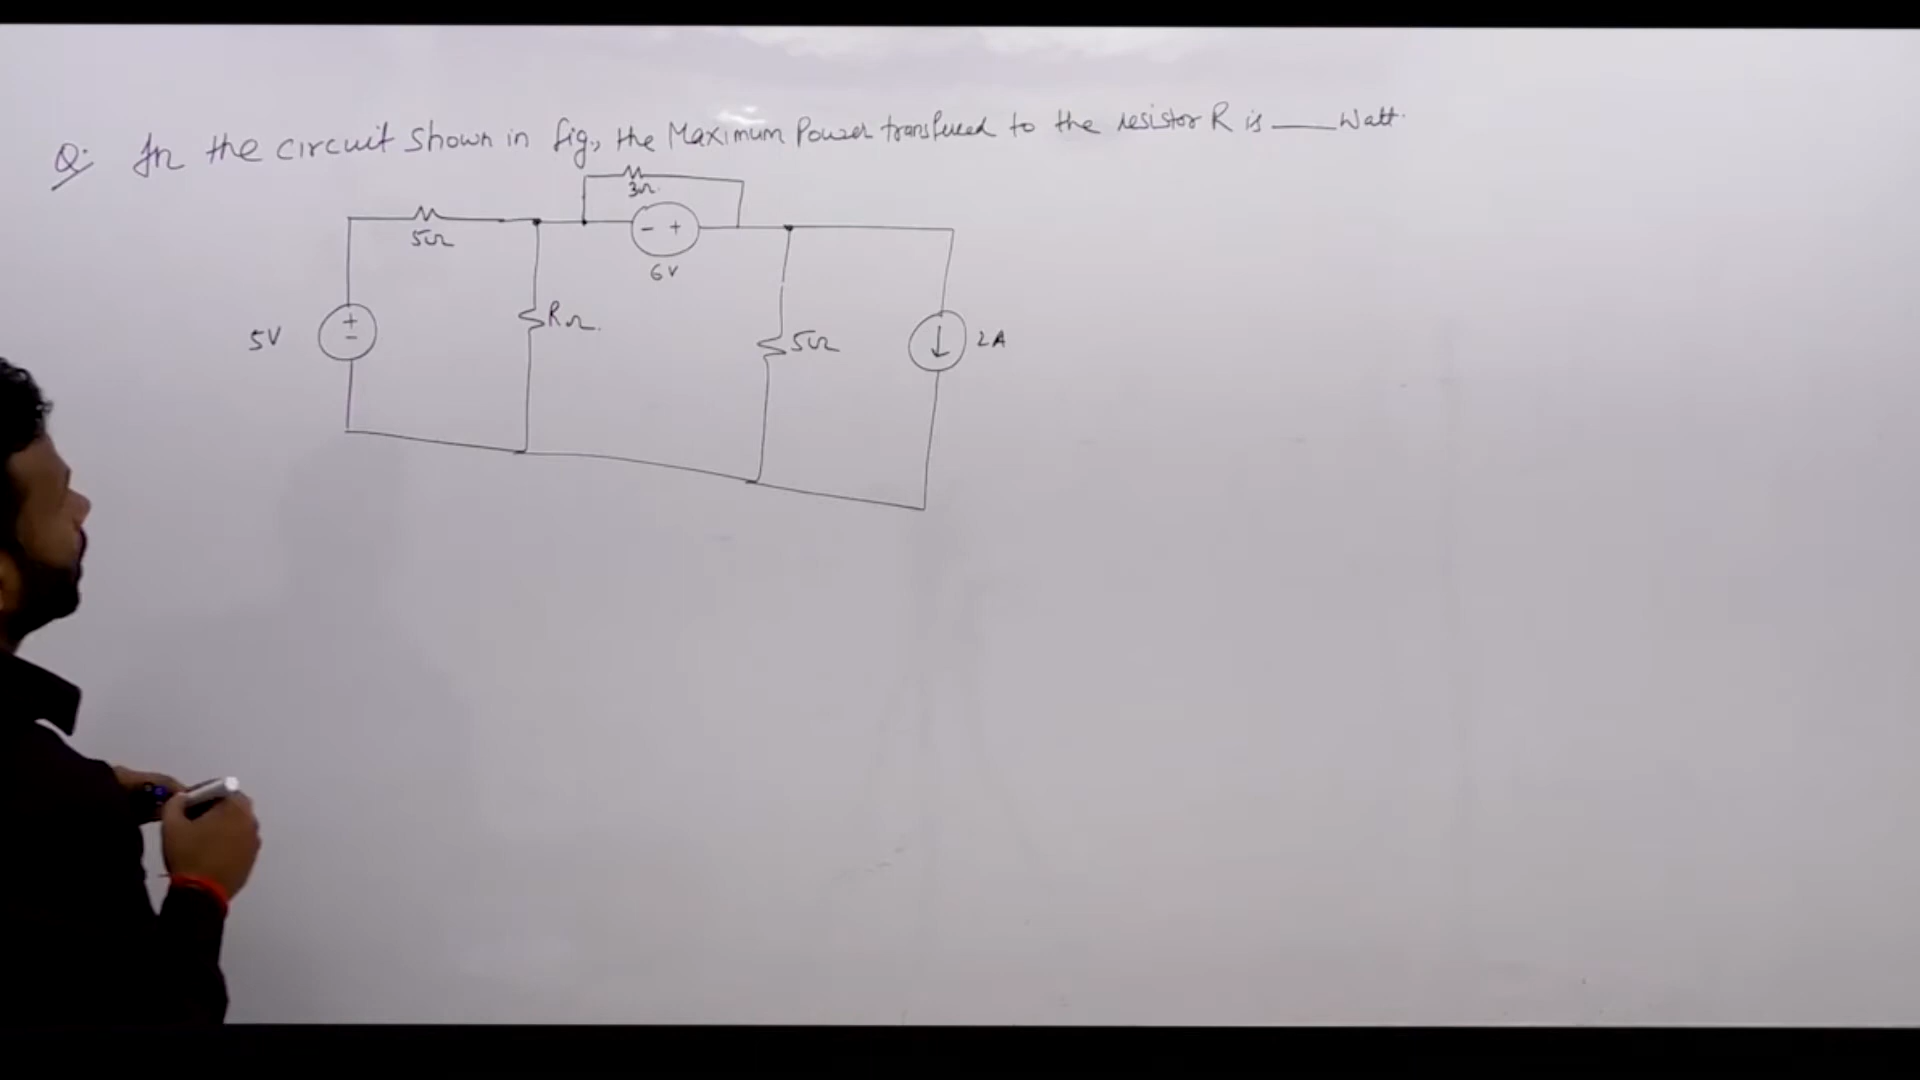 Q: In the circuit shown in fig., the Maximum Power transfered to the resistor R is ___ Watt.
3Ω
5Ω
- +
6V
5V
+
-
RΩ
5Ω
↓
2A